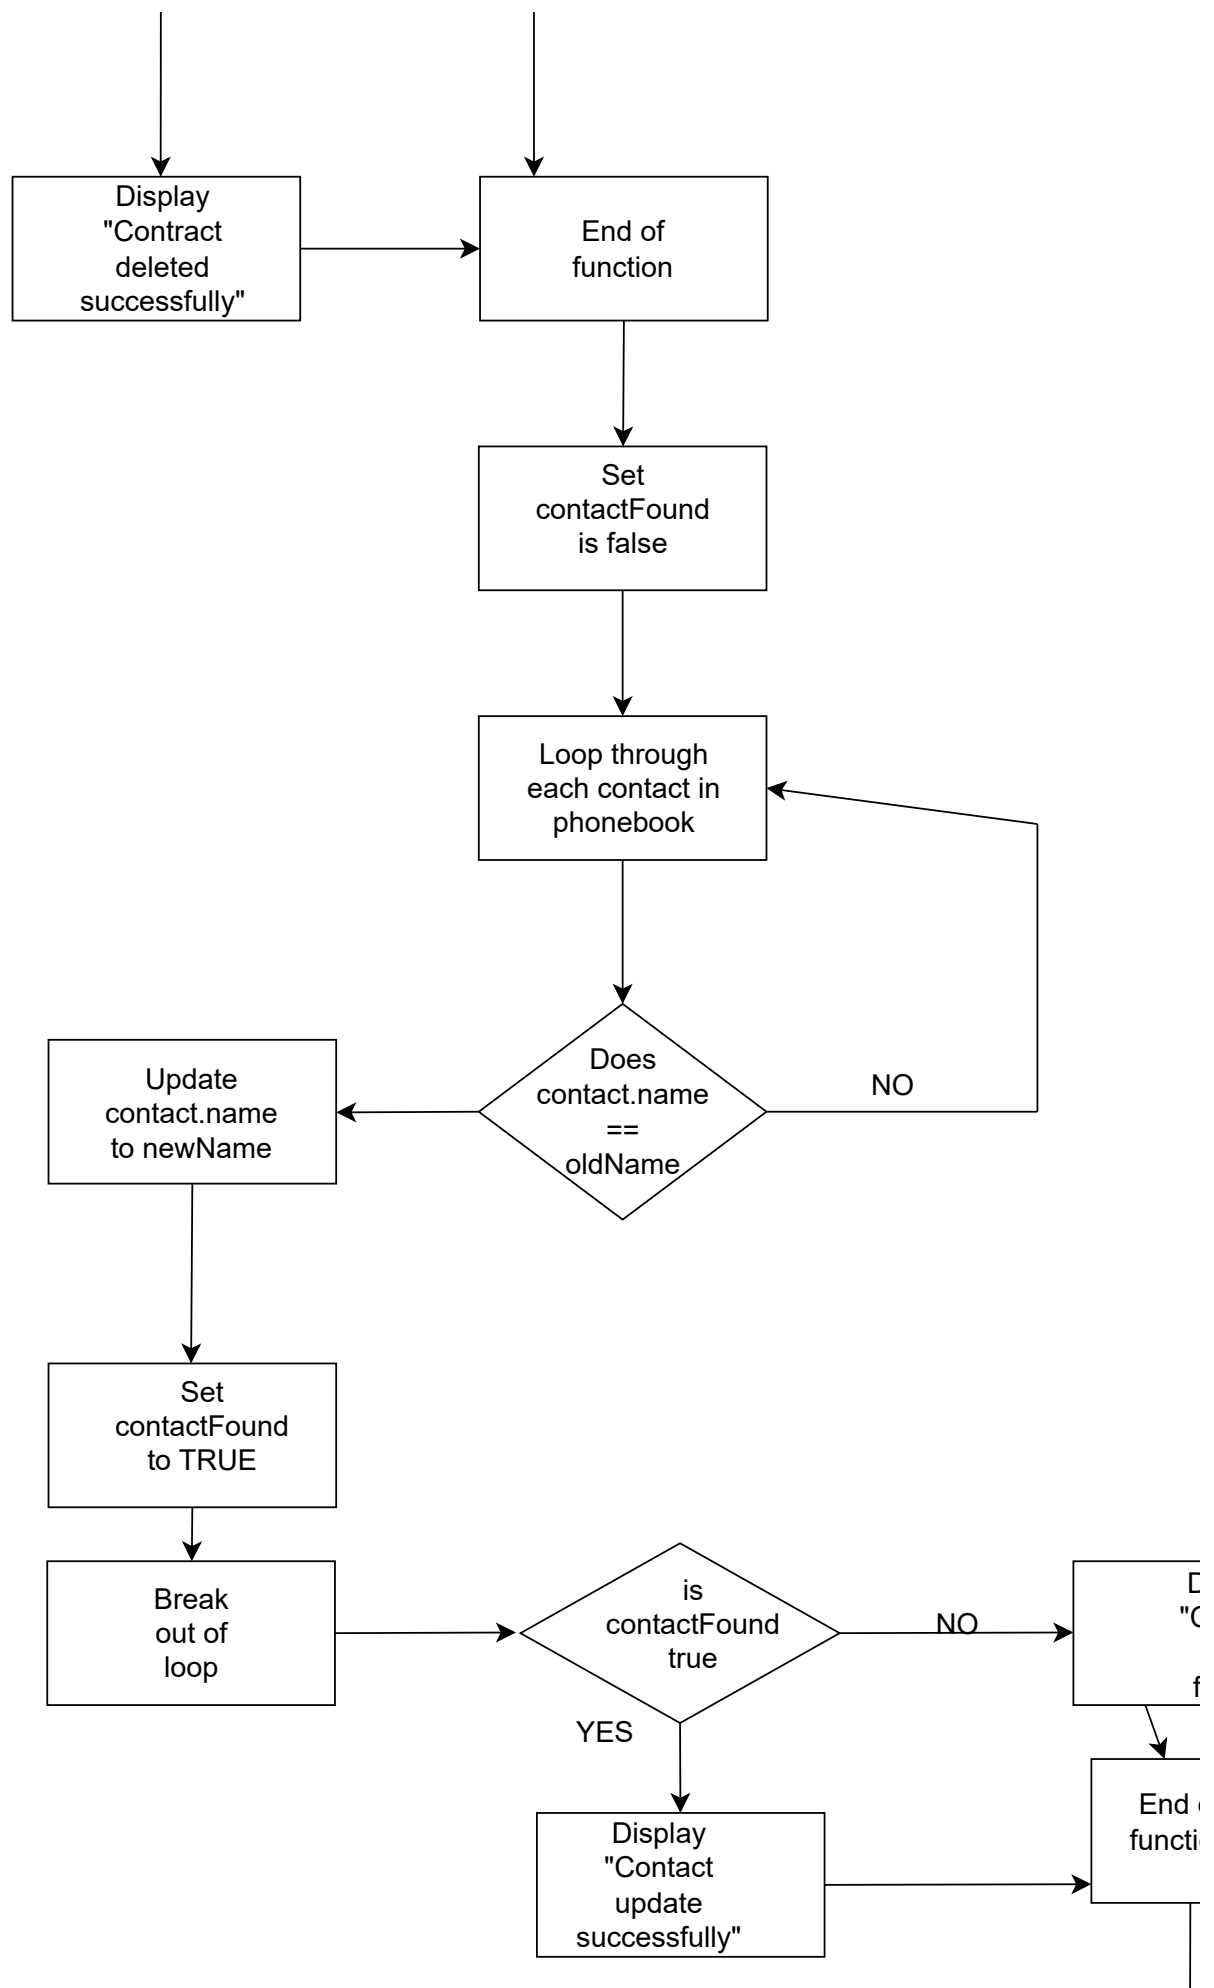 Display
"Contract
deleted
successfully"
End of
function
Set
contactFound
is false
Loop through
each contact in
phonebook
Does
contact.name
==
oldName
NO
Update
contact.name
to newName
Set
contactFound
to TRUE
Break
out of
loop
is
contactFound
true
NO
YES
Display
"Contact
update
successfully"
End